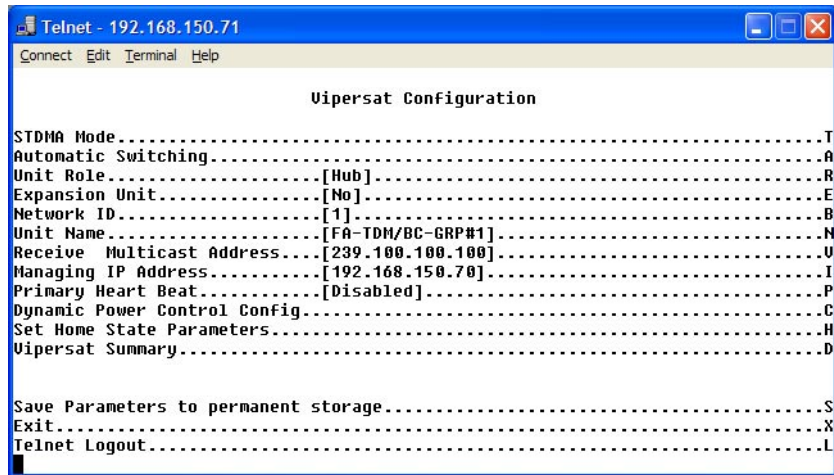 Telnet - 192.168.150.71
Connect Edit Terminal Help
Vipersat Configuration
STDMA Mode....................................................................T
Automatic Switching...........................................................A
Unit Role.....................[Hub]...........................................R
Expansion Unit................[No]............................................E
Network ID....................[1].............................................B
Unit Name.....................[FA-TDM/BC-GRP#1]...............................N
Receive  Multicast Address....[239.100.100.100]...............................V
Managing IP Address...........[192.168.150.70]................................I
Primary Heart Beat............[Disabled]......................................P
Dynamic Power Control Config..................................................C
Set Home State Parameters.....................................................H
Vipersat Summary..............................................................D
Save Parameters to permanent storage..........................................S
Exit..........................................................................X
Telnet Logout.................................................................L